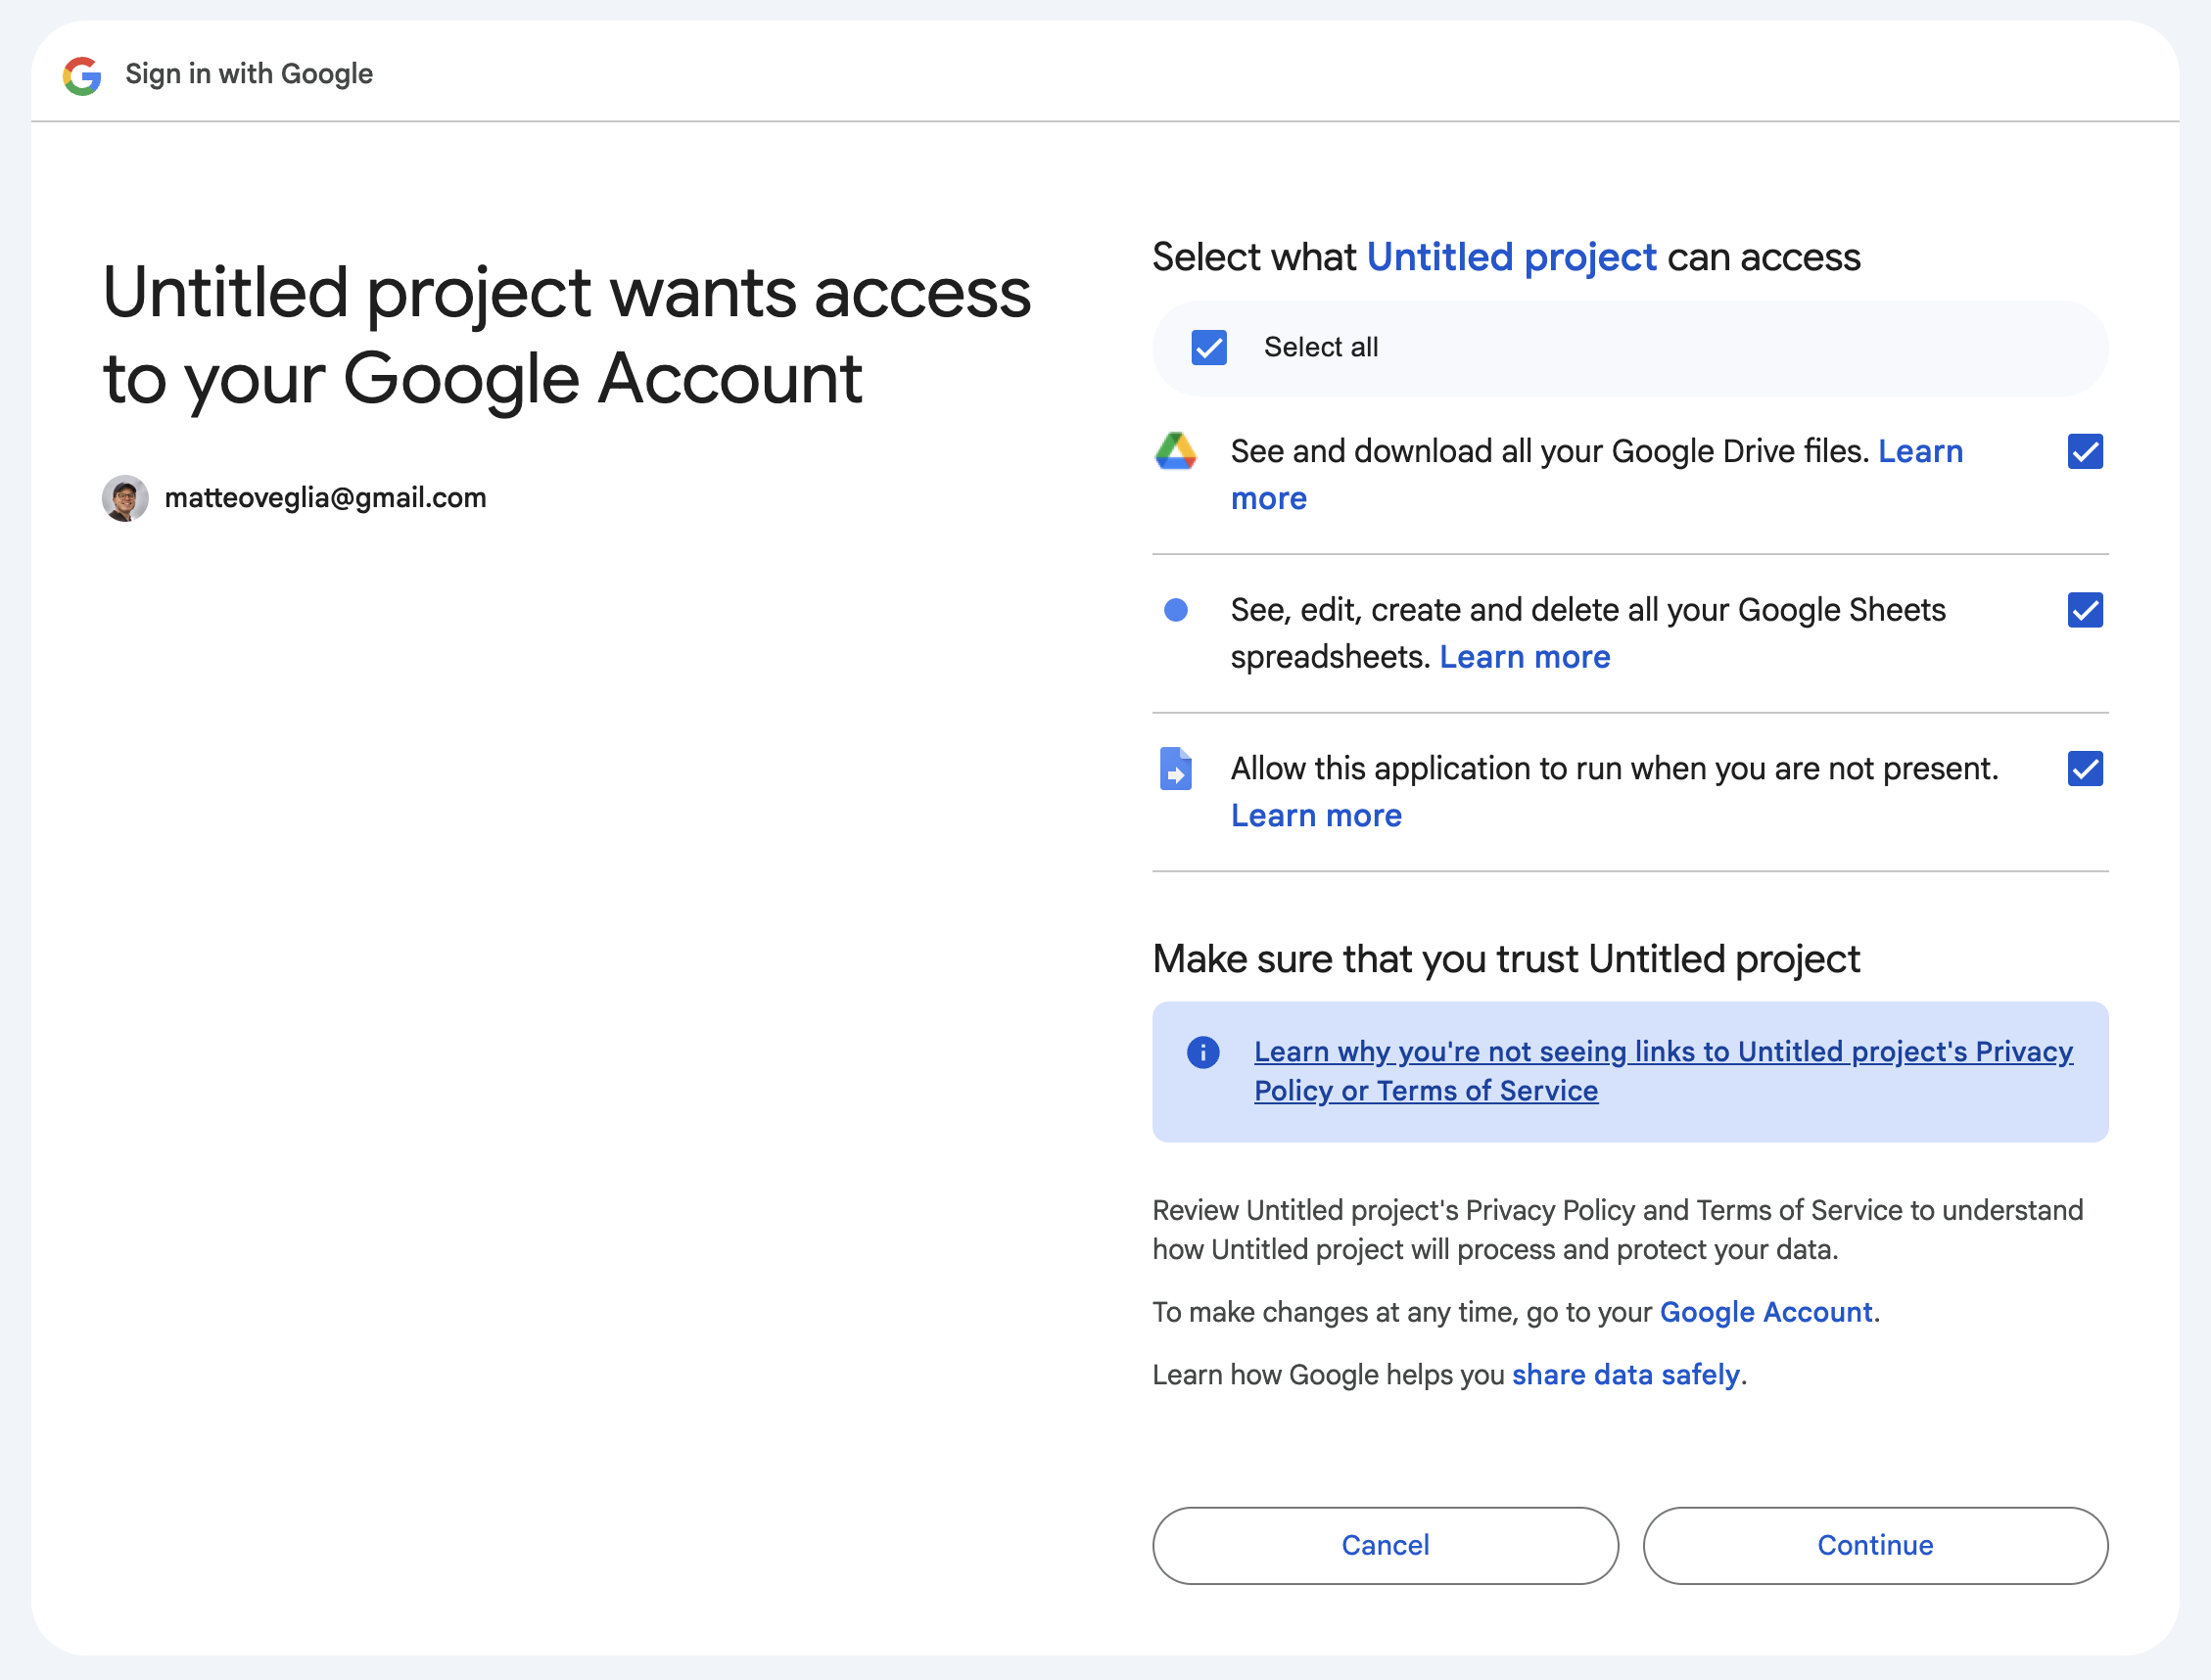 Sign in with Google
Untitled project wants access
to your Google Account
matteoveglia@gmail.com
Select what Untitled project can access
Select all
See and download all your Google Drive files. Learn
more
See, edit, create and delete all your Google Sheets
spreadsheets. Learn more
Allow this application to run when you are not present.
Learn more
Make sure that you trust Untitled project
Learn why you're not seeing links to Untitled project's Privacy
Policy or Terms of Service
Review Untitled project's Privacy Policy and Terms of Service to understand
how Untitled project will process and protect your data.
To make changes at any time, go to your Google Account.
Learn how Google helps you share data safely.
Cancel
Continue